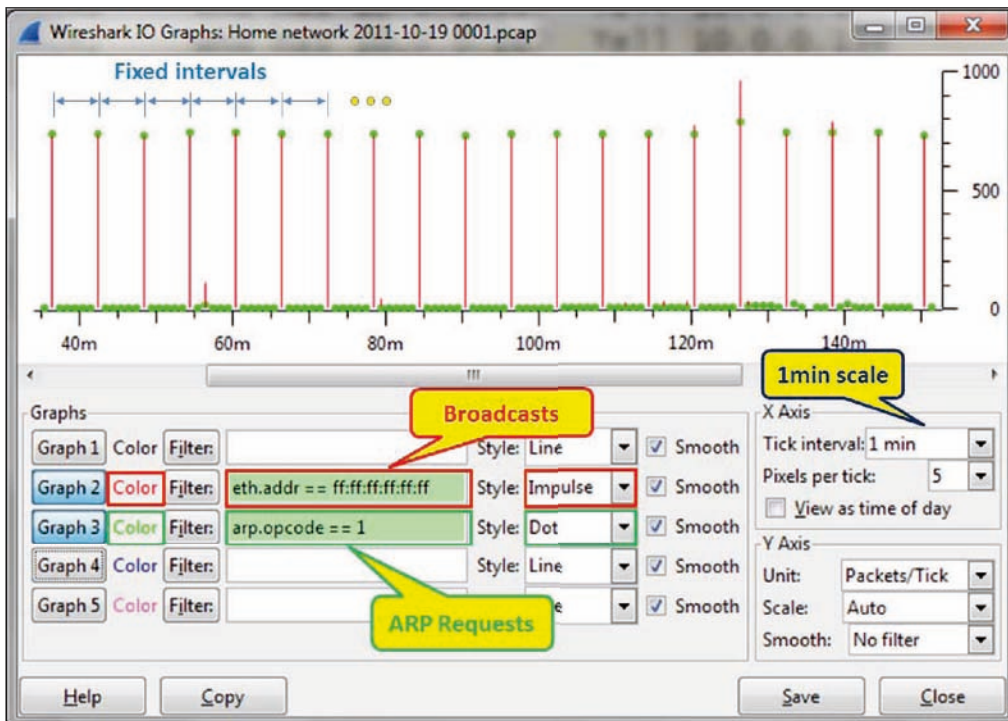 Wireshark IO Graphs: Home network 2011-10-19 0001.pcap
Fixed intervals
1000
500
0
40m 60m 80m 100m 120m 140m
1min scale
Broadcasts
Graphs
Graph 1 Color Filter: Style: Line Smooth
Graph 2 Color Filter: eth.addr == ff:ff:ff:ff:ff:ff Style: Impulse Smooth
Graph 3 Color Filter: arp.opcode == 1 Style: Dot Smooth
Graph 4 Color Filter: Style: Line Smooth
Graph 5 Color Filter: Smooth
ARP Requests
X Axis
Tick interval: 1 min
Pixels per tick: 5
View as time of day
Y Axis
Unit: Packets/Tick
Scale: Auto
Smooth: No filter
Help Copy Save Close